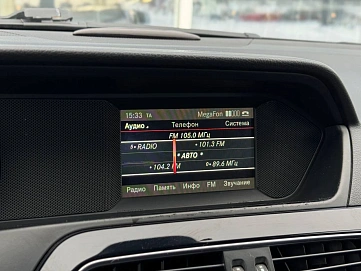 15:33 TA MegaFon
Аудио Телефон Система
FM 105.0 МГц
RADIO 101.3 FM
* АВТО *
104.2 89.6 МГц
Радио Память Инфо FM Звучание